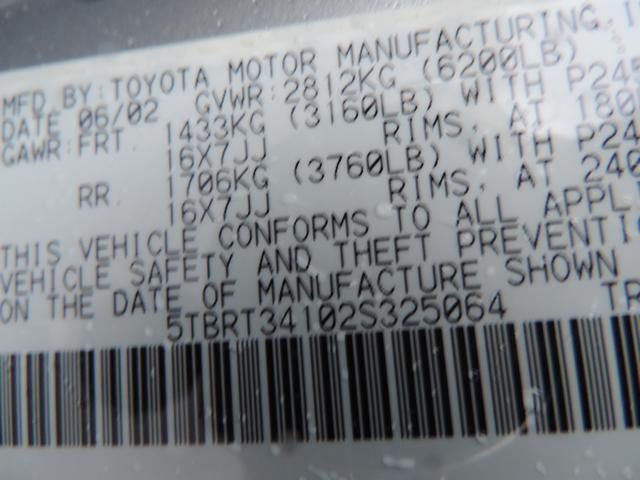 MFD BY: TOYOTA MOTOR MANUFACTURING,
DATE 06/02 GVWR: 2812KG (6200LB)
GAWR: FRT. 1433KG (3160LB) WITH P245
16X7JJ RIMS, AT 180
RR. 1706KG (3760LB) WITH P24
16X7JJ RIMS, AT 240
THIS VEHICLE CONFORMS TO ALL APPL
VEHICLE SAFETY AND THEFT PREVENTI
ON THE DATE OF MANUFACTURE SHOWN
5TBRT34102S325064 TR